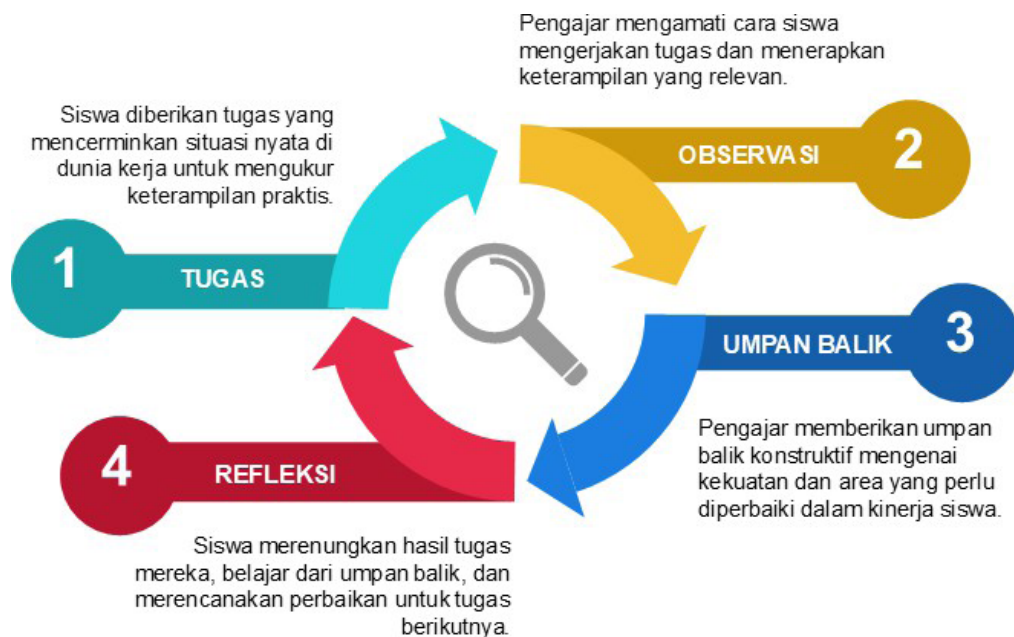 Siswa diberikan tugas yang
mencerminkan situasi nyata di
dunia kerja untuk mengukur
keterampilan praktis.
1
TUGAS
Pengajar mengamati cara siswa
mengerjakan tugas dan menerapkan
keterampilan yang relevan.
OBSERVASI
2
UMPAN BALIK
3
Pengajar memberikan umpan
balik konstruktif mengenai
kekuatan dan area yang perlu
diperbaiki dalam kinerja siswa.
4
REFLEKSI
Siswa merenungkan hasil tugas
mereka, belajar dari umpan balik, dan
merencanakan perbaikan untuk tugas
berikutnya.